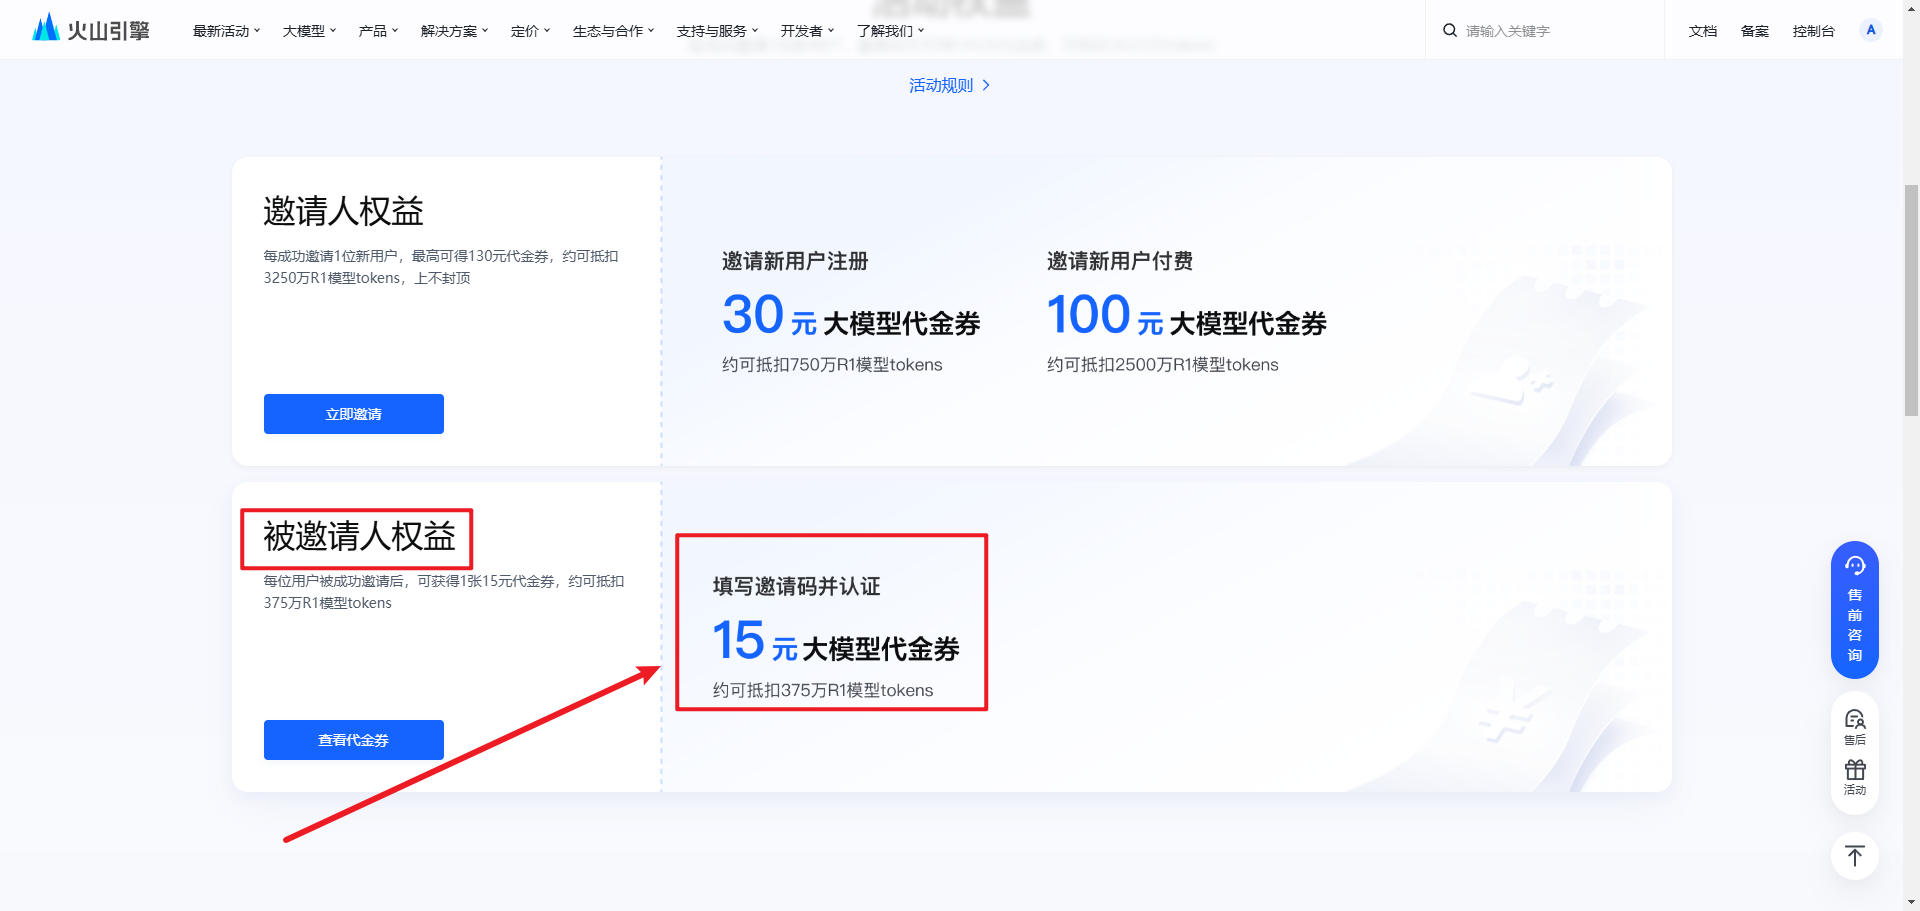 火山引擎
最新活动 大模型 产品 解决方案 定价 生态与合作 支持与服务 开发者 了解我们 请输入关键字 文档 备案 控制台 A
活动规则
邀请人权益
每成功邀请1位新用户，最高可得130元代金券，约可抵扣
3250万R1模型tokens，上不封顶
立即邀请
邀请新用户注册
30 元 大模型代金券
约可抵扣750万R1模型tokens
邀请新用户付费
100 元 大模型代金券
约可抵扣2500万R1模型tokens
被邀请人权益
每位用户被成功邀请后，可获得1张15元代金券，约可抵扣
375万R1模型tokens
查看代金券
填写邀请码并认证
15 元 大模型代金券
约可抵扣375万R1模型tokens
售
前
咨
询
售后
活动